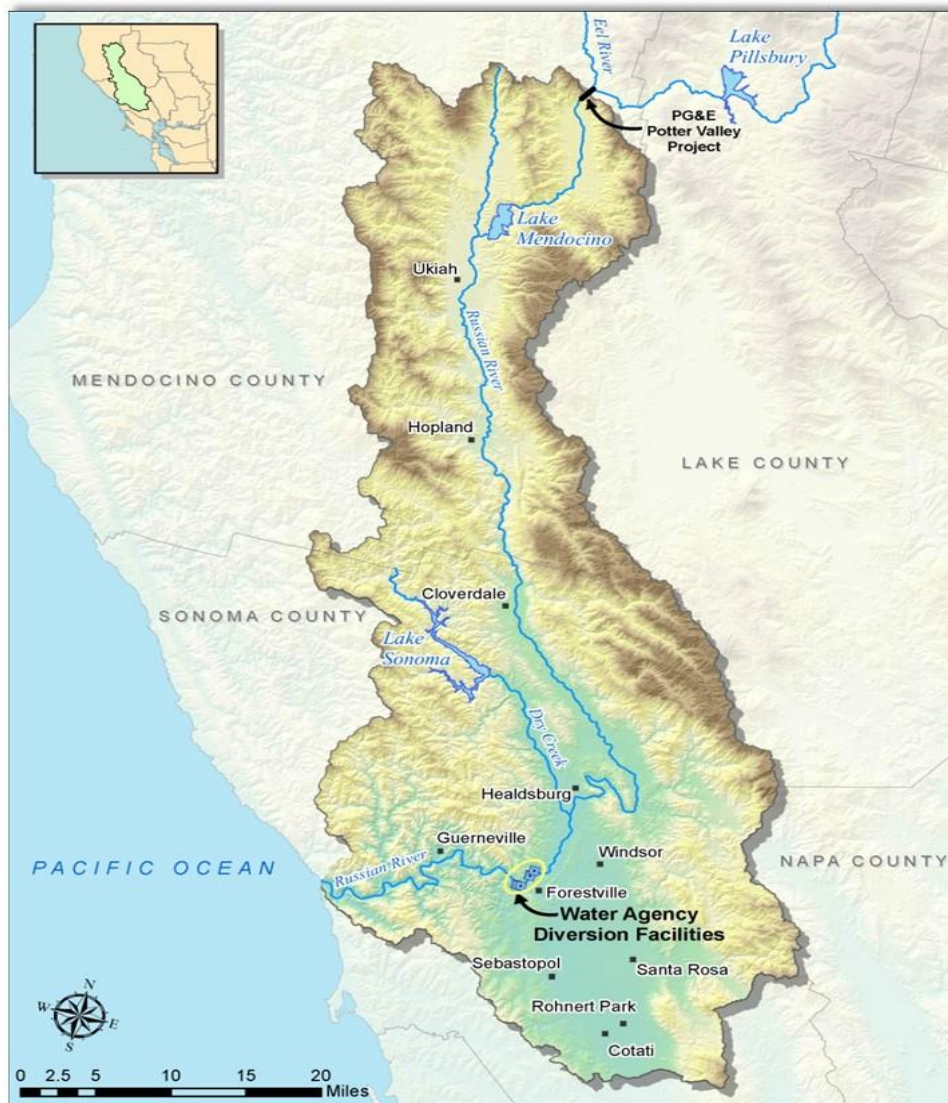 Eel River
Lake
Pillsbury
PG&E
Potter Valley
Project
Lake
Mendocino
Ukiah
Russian River
MENDOCINO COUNTY
Hopland
LAKE COUNTY
Cloverdale
SONOMA COUNTY
Lake
Sonoma
Dry Creek
Healdsburg
Guerneville
Russian River
Windsor
PACIFIC OCEAN
NAPA COUNTY
Forestville
Water Agency
Diversion Facilities
Sebastopol
Santa Rosa
Rohnert Park
Cotati
N
W
E
S
0 2.5 5 10 15 20
Miles